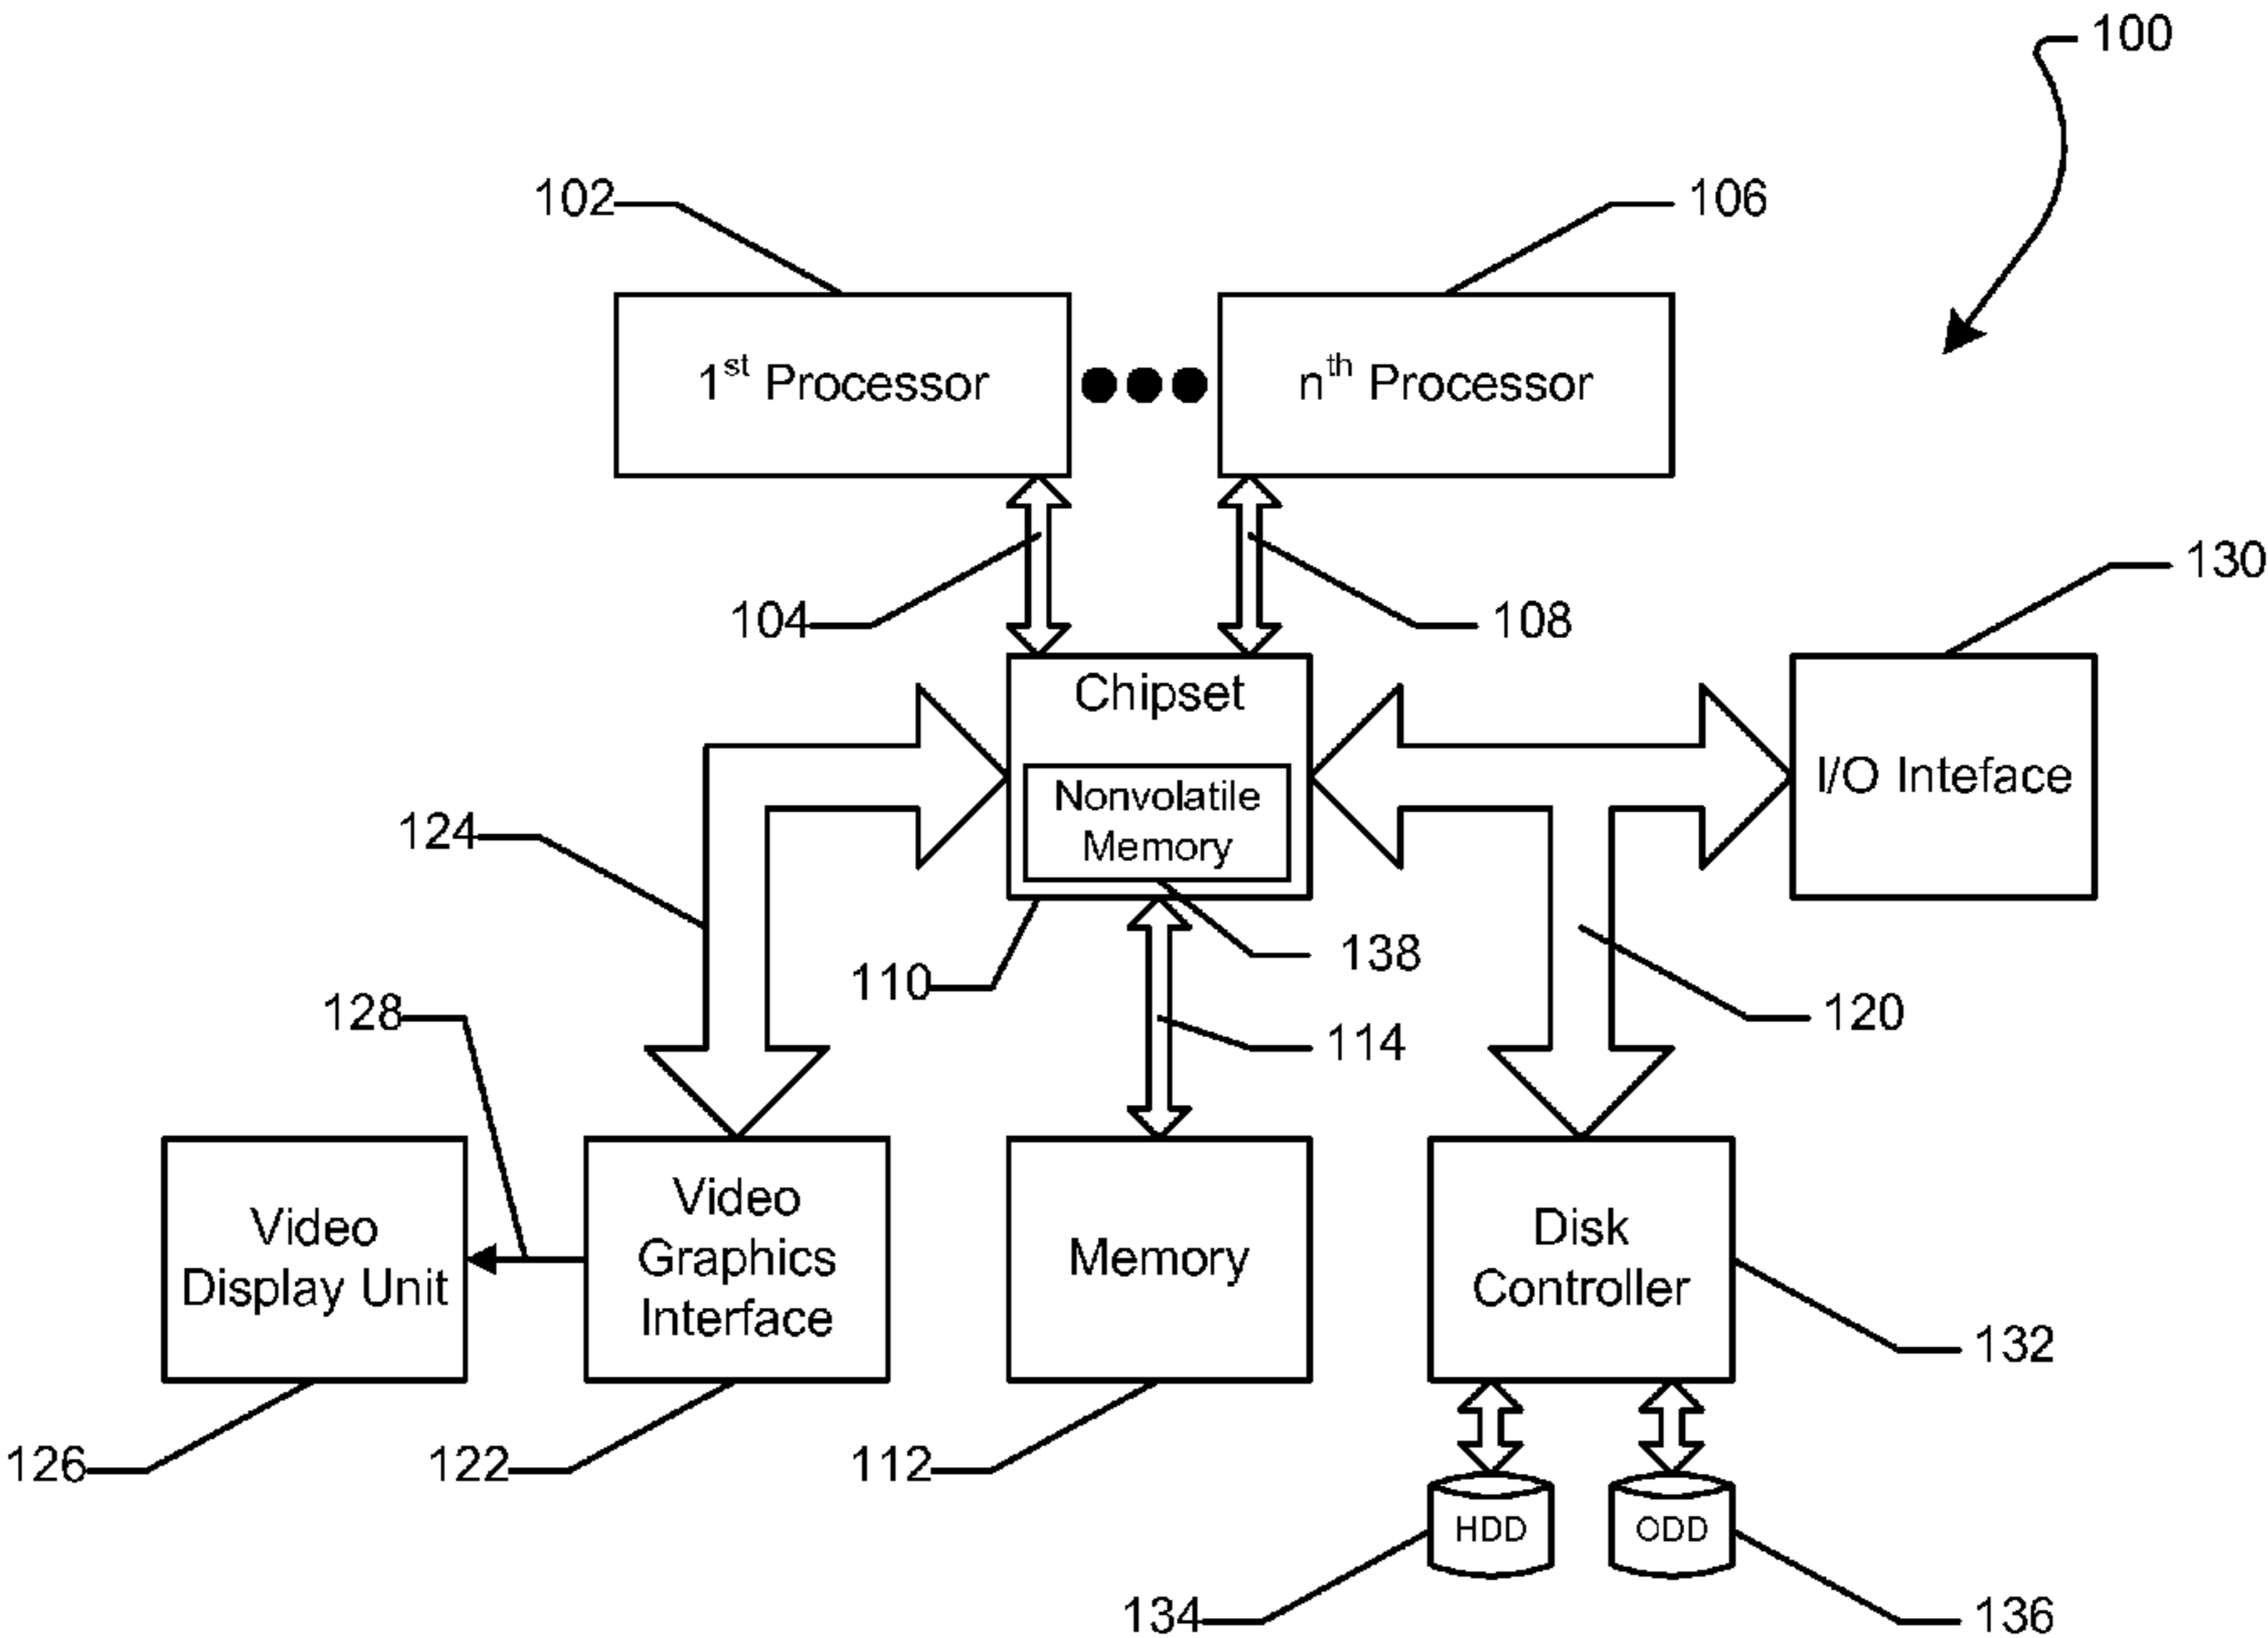 100
102
106
1st Processor
nth Processor
104
108
130
Chipset
I/O Inteface
Nonvolatile
Memory
124
138
110
128
120
114
Video
Display Unit
Video
Graphics
Interface
Memory
Disk
Controller
132
126
122
112
HDD
ODD
134
136